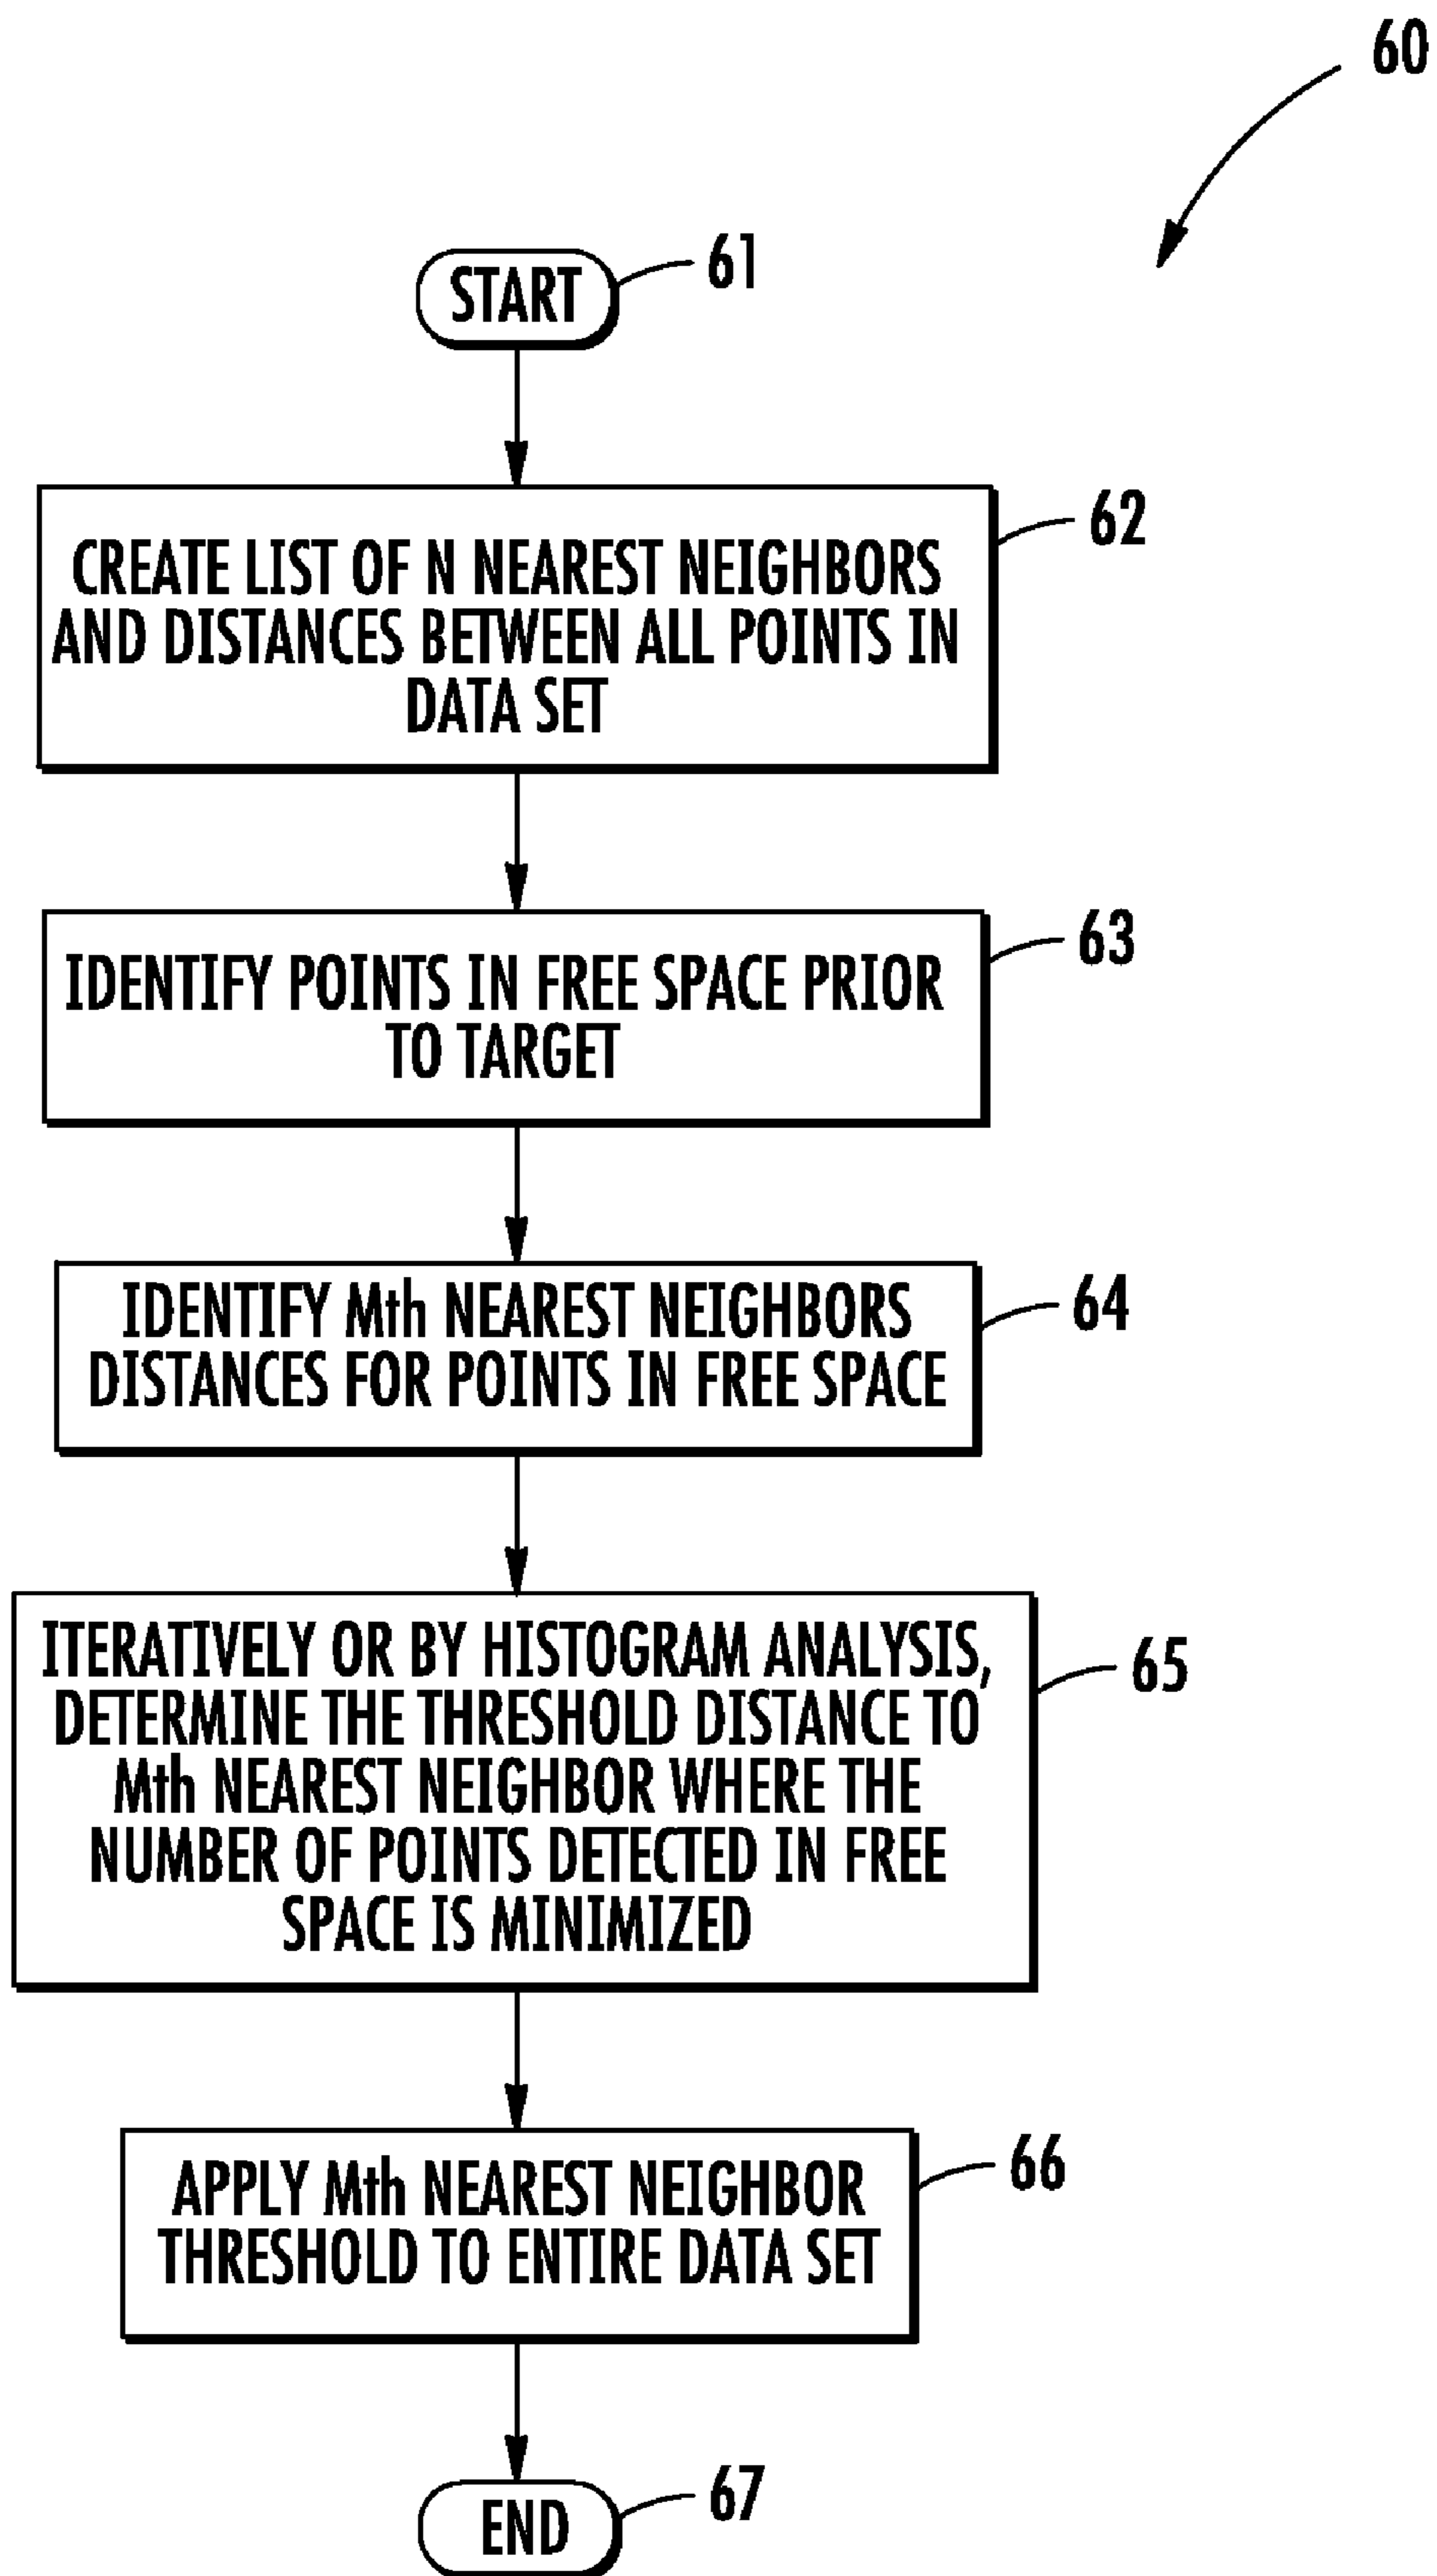 60
START
61
CREATE LIST OF N NEAREST NEIGHBORS
AND DISTANCES BETWEEN ALL POINTS IN
DATA SET
62
IDENTIFY POINTS IN FREE SPACE PRIOR
TO TARGET
63
IDENTIFY Mth NEAREST NEIGHBORS
DISTANCES FOR POINTS IN FREE SPACE
64
ITERATIVELY OR BY HISTOGRAM ANALYSIS,
DETERMINE THE THRESHOLD DISTANCE TO
Mth NEAREST NEIGHBOR WHERE THE
NUMBER OF POINTS DETECTED IN FREE
SPACE IS MINIMIZED
65
APPLY Mth NEAREST NEIGHBOR
THRESHOLD TO ENTIRE DATA SET
66
END
67